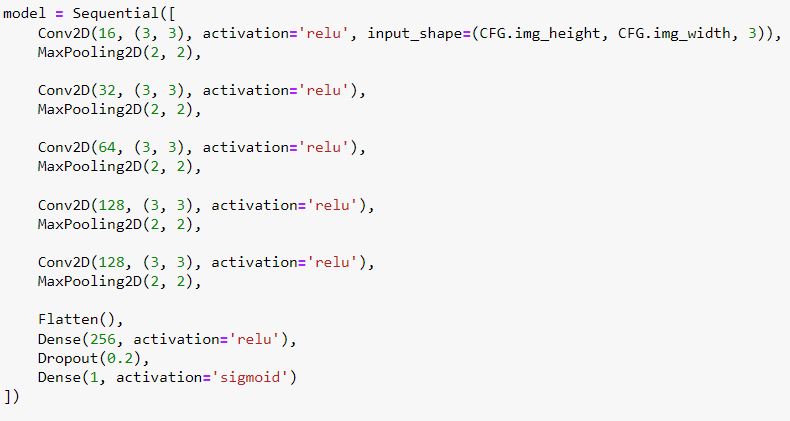 model = Sequential([
    Conv2D(16, (3, 3), activation='relu', input_shape=(CFG.img_height, CFG.img_width, 3)),
    MaxPooling2D(2, 2),

    Conv2D(32, (3, 3), activation='relu'),
    MaxPooling2D(2, 2),

    Conv2D(64, (3, 3), activation='relu'),
    MaxPooling2D(2, 2),

    Conv2D(128, (3, 3), activation='relu'),
    MaxPooling2D(2, 2),

    Conv2D(128, (3, 3), activation='relu'),
    MaxPooling2D(2, 2),

    Flatten(),
    Dense(256, activation='relu'),
    Dropout(0.2),
    Dense(1, activation='sigmoid')
])